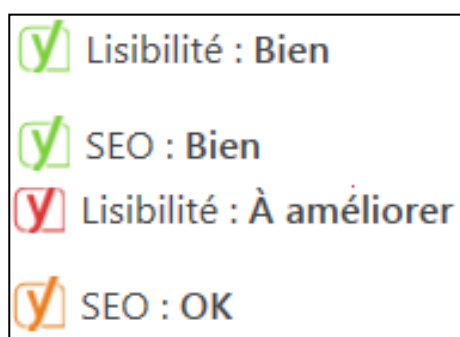 Lisibilité : Bien
SEO : Bien
Lisibilité : À améliorer
SEO : OK